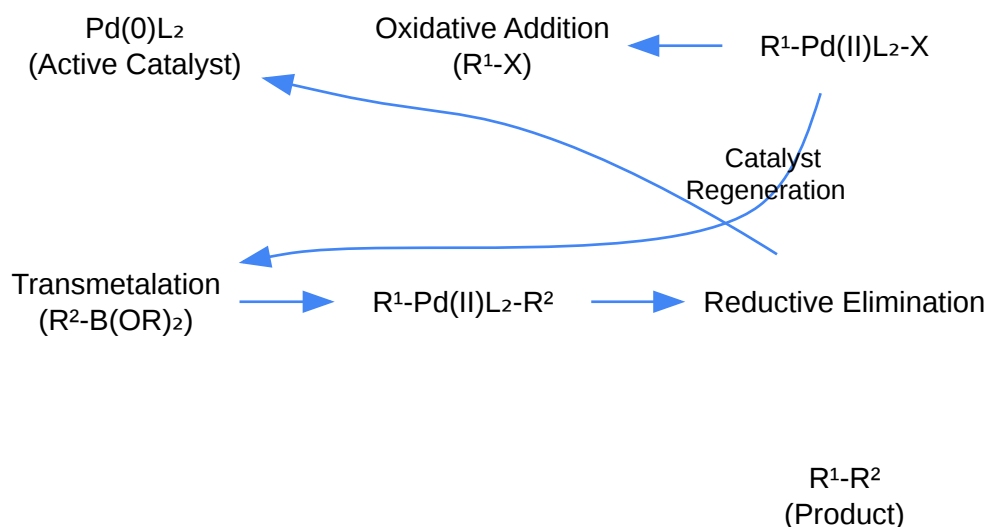 Pd(0)L₂
(Active Catalyst)
Oxidative Addition
(R¹-X)
R¹-Pd(II)L₂-X
Catalyst
Regeneration
Transmetalation
(R²-B(OR)₂)
R¹-Pd(II)L₂-R²
Reductive Elimination
R¹-R²
(Product)